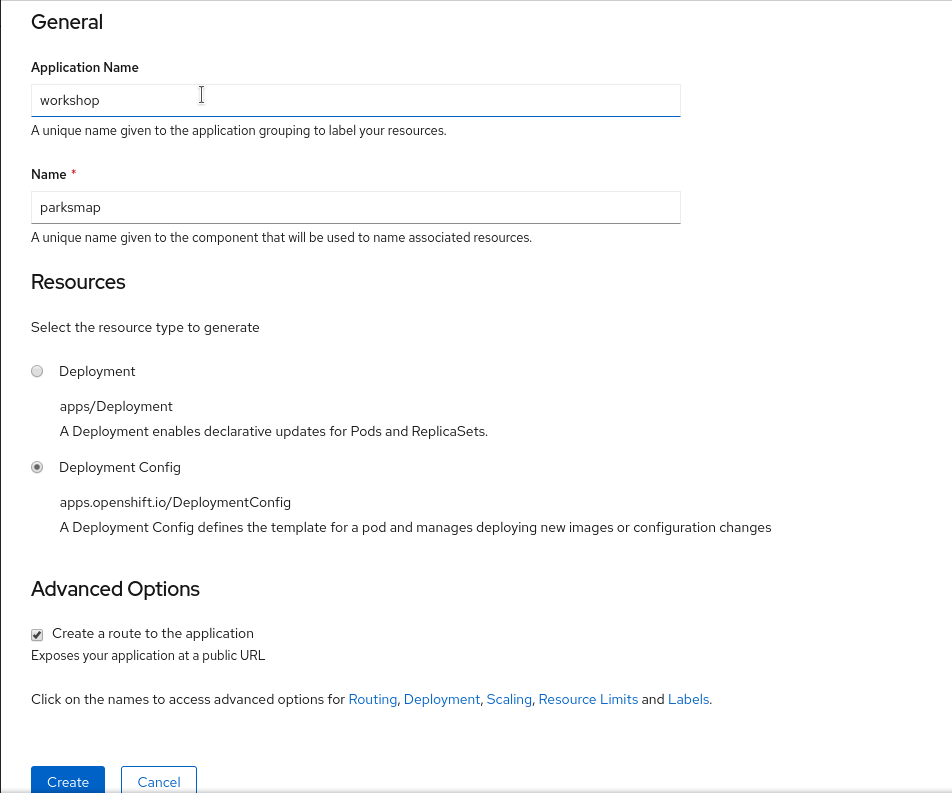 General
Application Name
workshop
A unique name given to the application grouping to label your resources.
Name *
parksmap
A unique name given to the component that will be used to name associated resources.
Resources
Select the resource type to generate
Deployment
apps/Deployment
A Deployment enables declarative updates for Pods and ReplicaSets.
Deployment Config
apps.openshift.io/DeploymentConfig
A Deployment Config defines the template for a pod and manages deploying new images or configuration changes
Advanced Options
Create a route to the application
Exposes your application at a public URL
Click on the names to access advanced options for Routing, Deployment, Scaling, Resource Limits and Labels.
Create Cancel